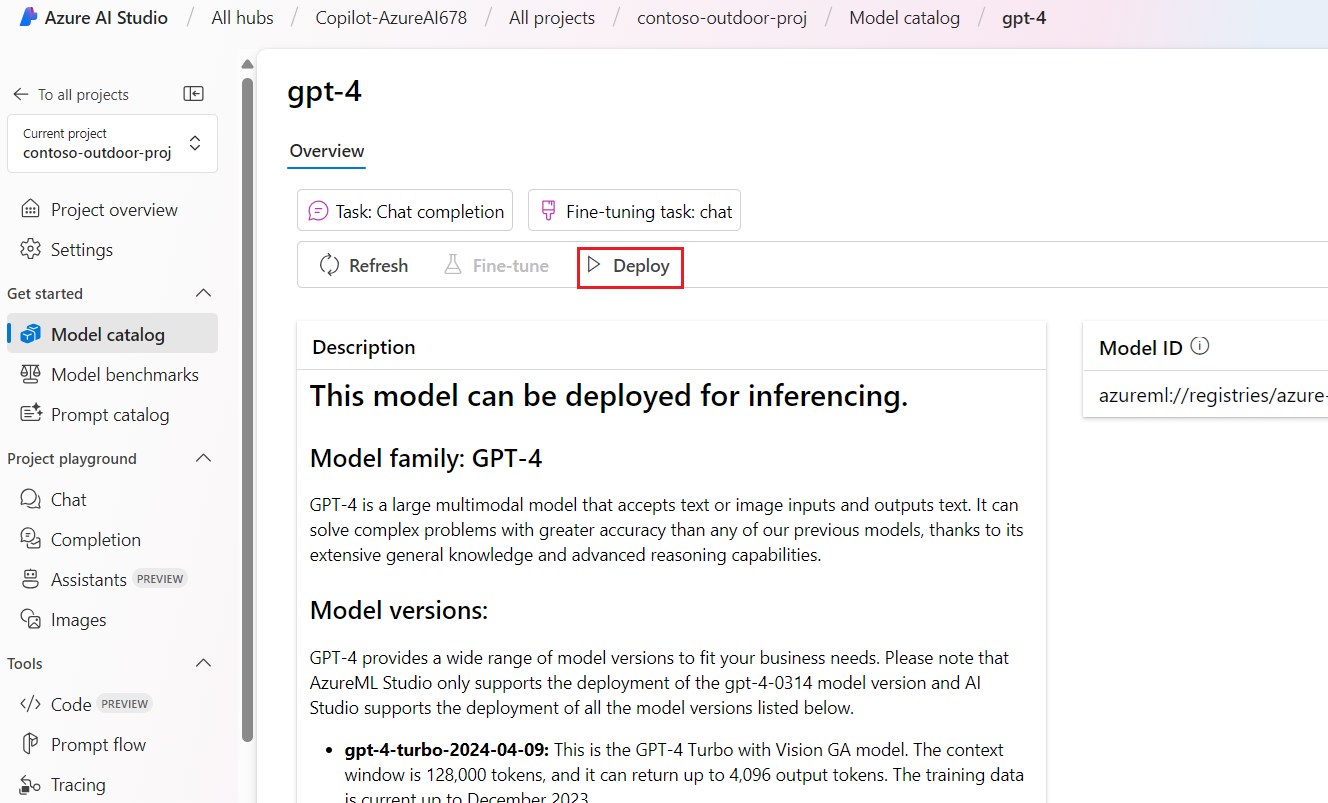 Azure AI Studio / All hubs / Copilot-AzureAI678 / All projects / contoso-outdoor-proj / Model catalog / gpt-4
To all projects
Current project
contoso-outdoor-proj
Project overview
Settings
Get started
Model catalog
Model benchmarks
Prompt catalog
Project playground
Chat
Completion
Assistants PREVIEW
Images
Tools
Code PREVIEW
Prompt flow
Tracing
gpt-4
Overview
Task: Chat completion
Fine-tuning task: chat
Refresh
Fine-tune
Deploy
Description
This model can be deployed for inferencing.
Model family: GPT-4
GPT-4 is a large multimodal model that accepts text or image inputs and outputs text. It can
solve complex problems with greater accuracy than any of our previous models, thanks to its
extensive general knowledge and advanced reasoning capabilities.
Model versions:
GPT-4 provides a wide range of model versions to fit your business needs. Please note that
AzureML Studio only supports the deployment of the gpt-4-0314 model version and AI
Studio supports the deployment of all the model versions listed below.
• gpt-4-turbo-2024-04-09: This is the GPT-4 Turbo with Vision GA model. The context
window is 128,000 tokens, and it can return up to 4,096 output tokens. The training data
is current up to December 2023
Model ID
azureml://registries/azure-